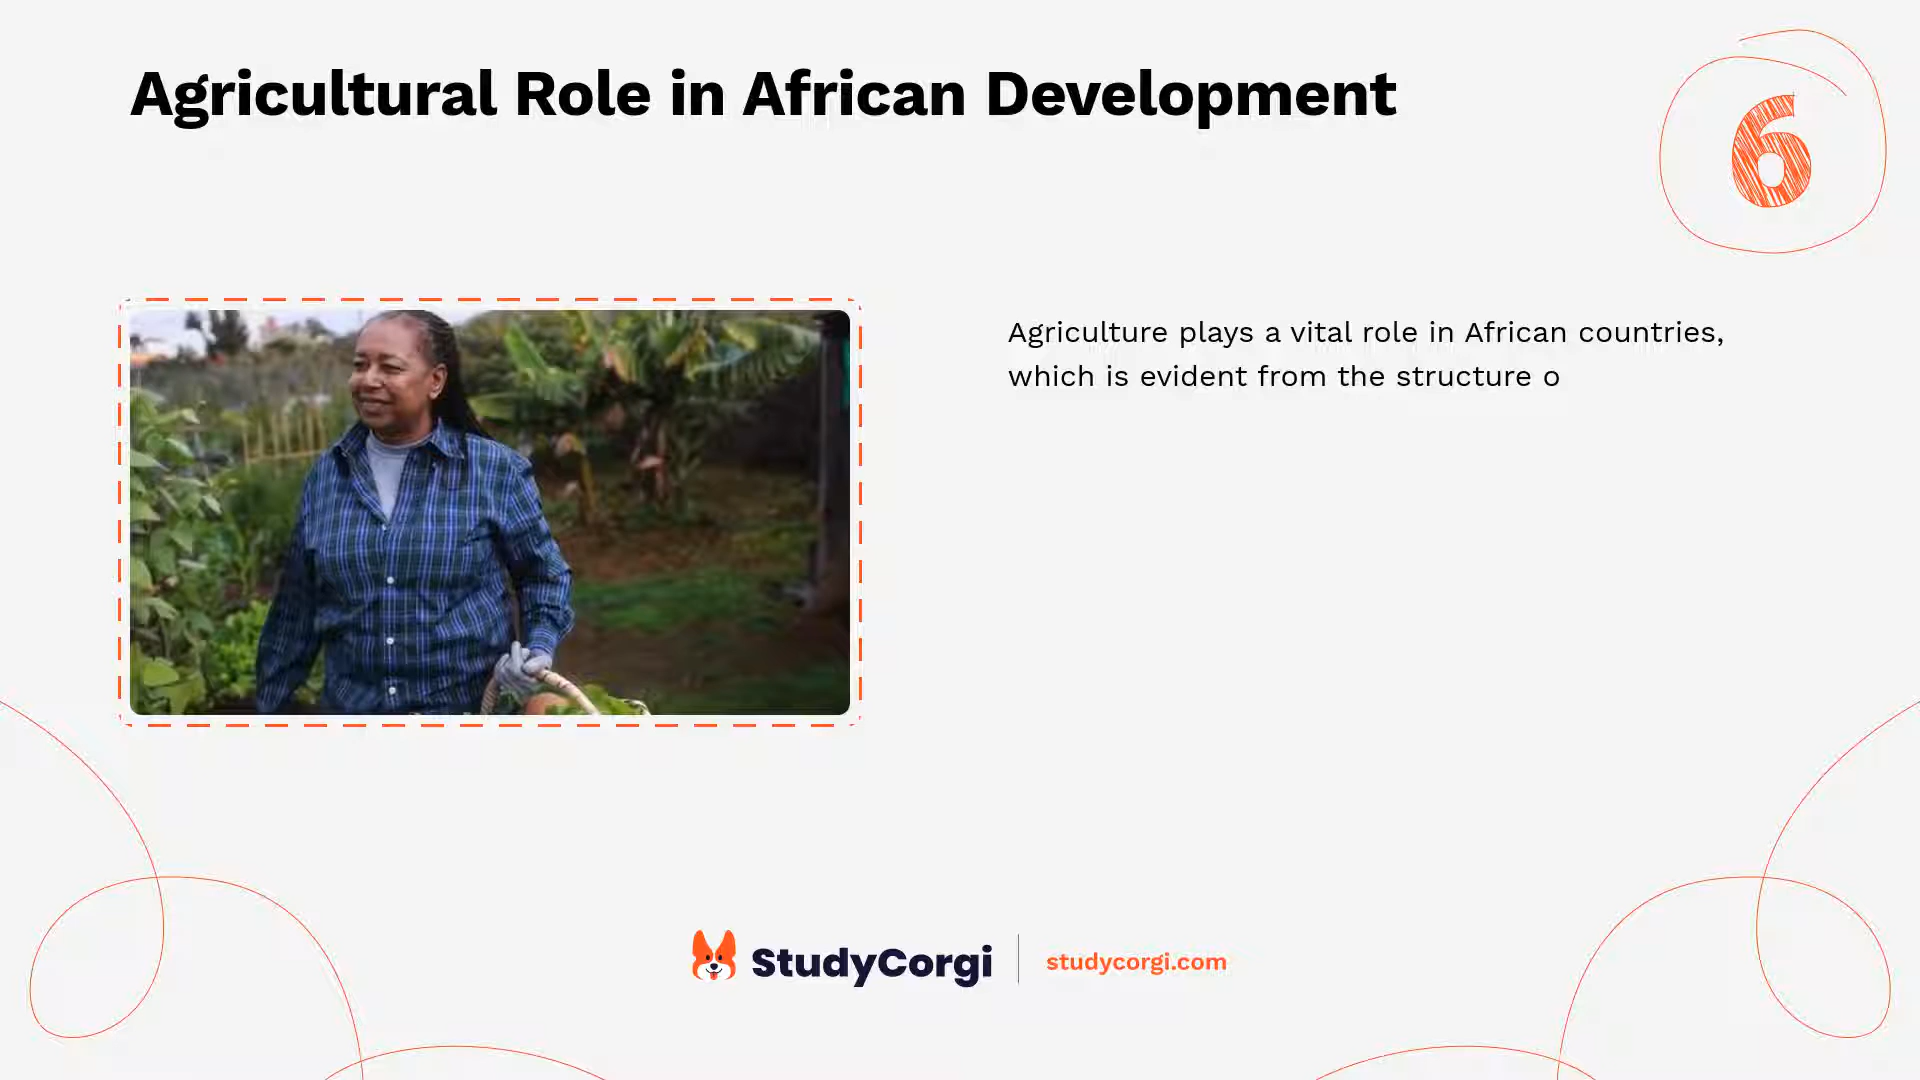 Agricultural Role in African Development
6
Agriculture plays a vital role in African countries,
which is evident from the structure o
StudyCorgi
studycorgi.com